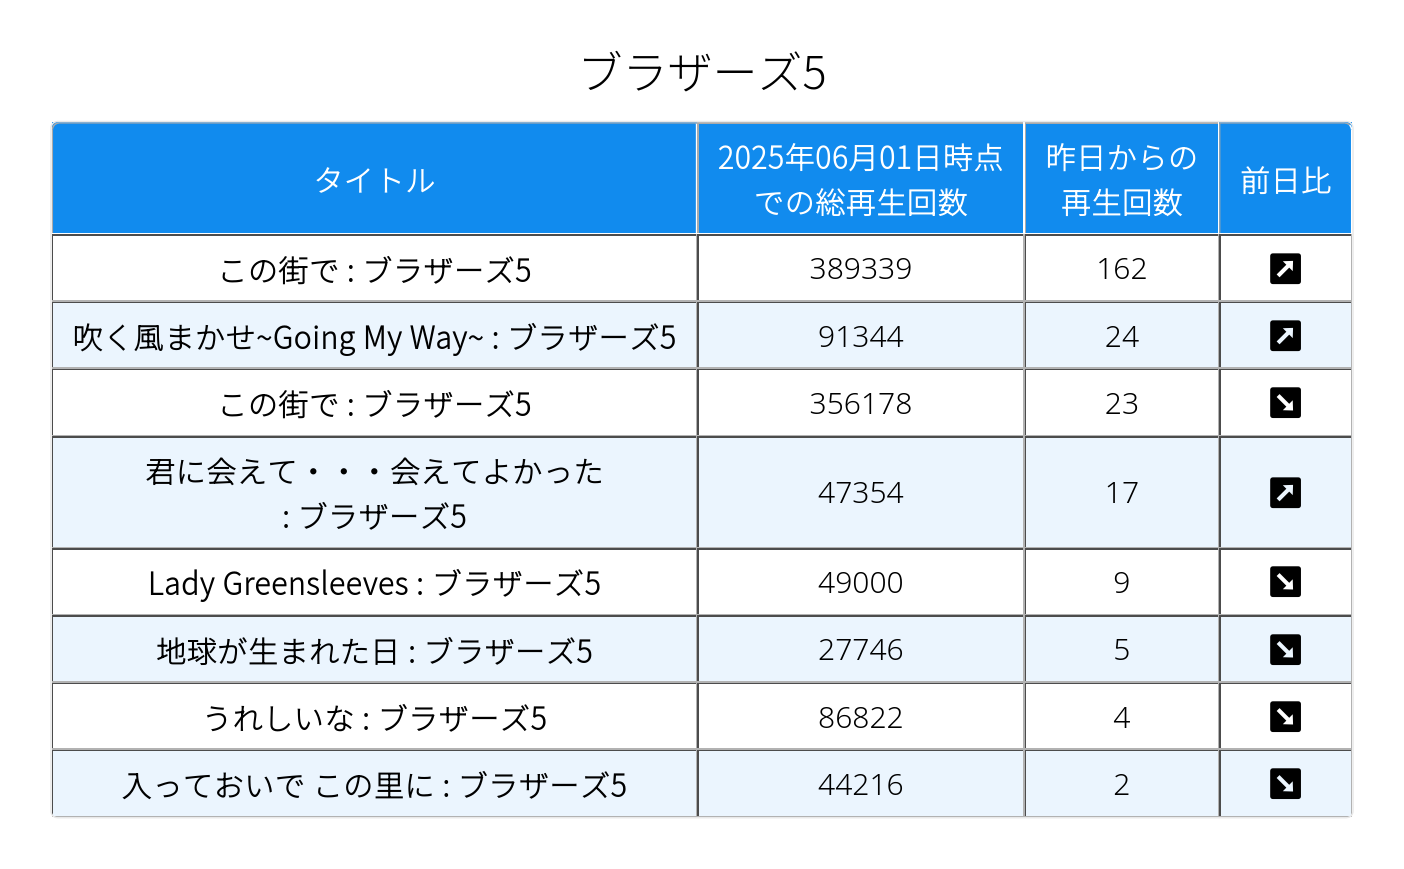 ブラザーズ5
タイトル
2025年06月01日時点
での総再生回数
昨日からの
再生回数
前日比
この街で : ブラザーズ5
389339
162
吹く風まかせ~Going My Way~ : ブラザーズ5
91344
24
この街で : ブラザーズ5
356178
23
君に会えて・・・会えてよかった
: ブラザーズ5
47354
17
Lady Greensleeves : ブラザーズ5
49000
9
地球が生まれた日 : ブラザーズ5
27746
5
うれしいな : ブラザーズ5
86822
4
入っておいで この里に : ブラザーズ5
44216
2